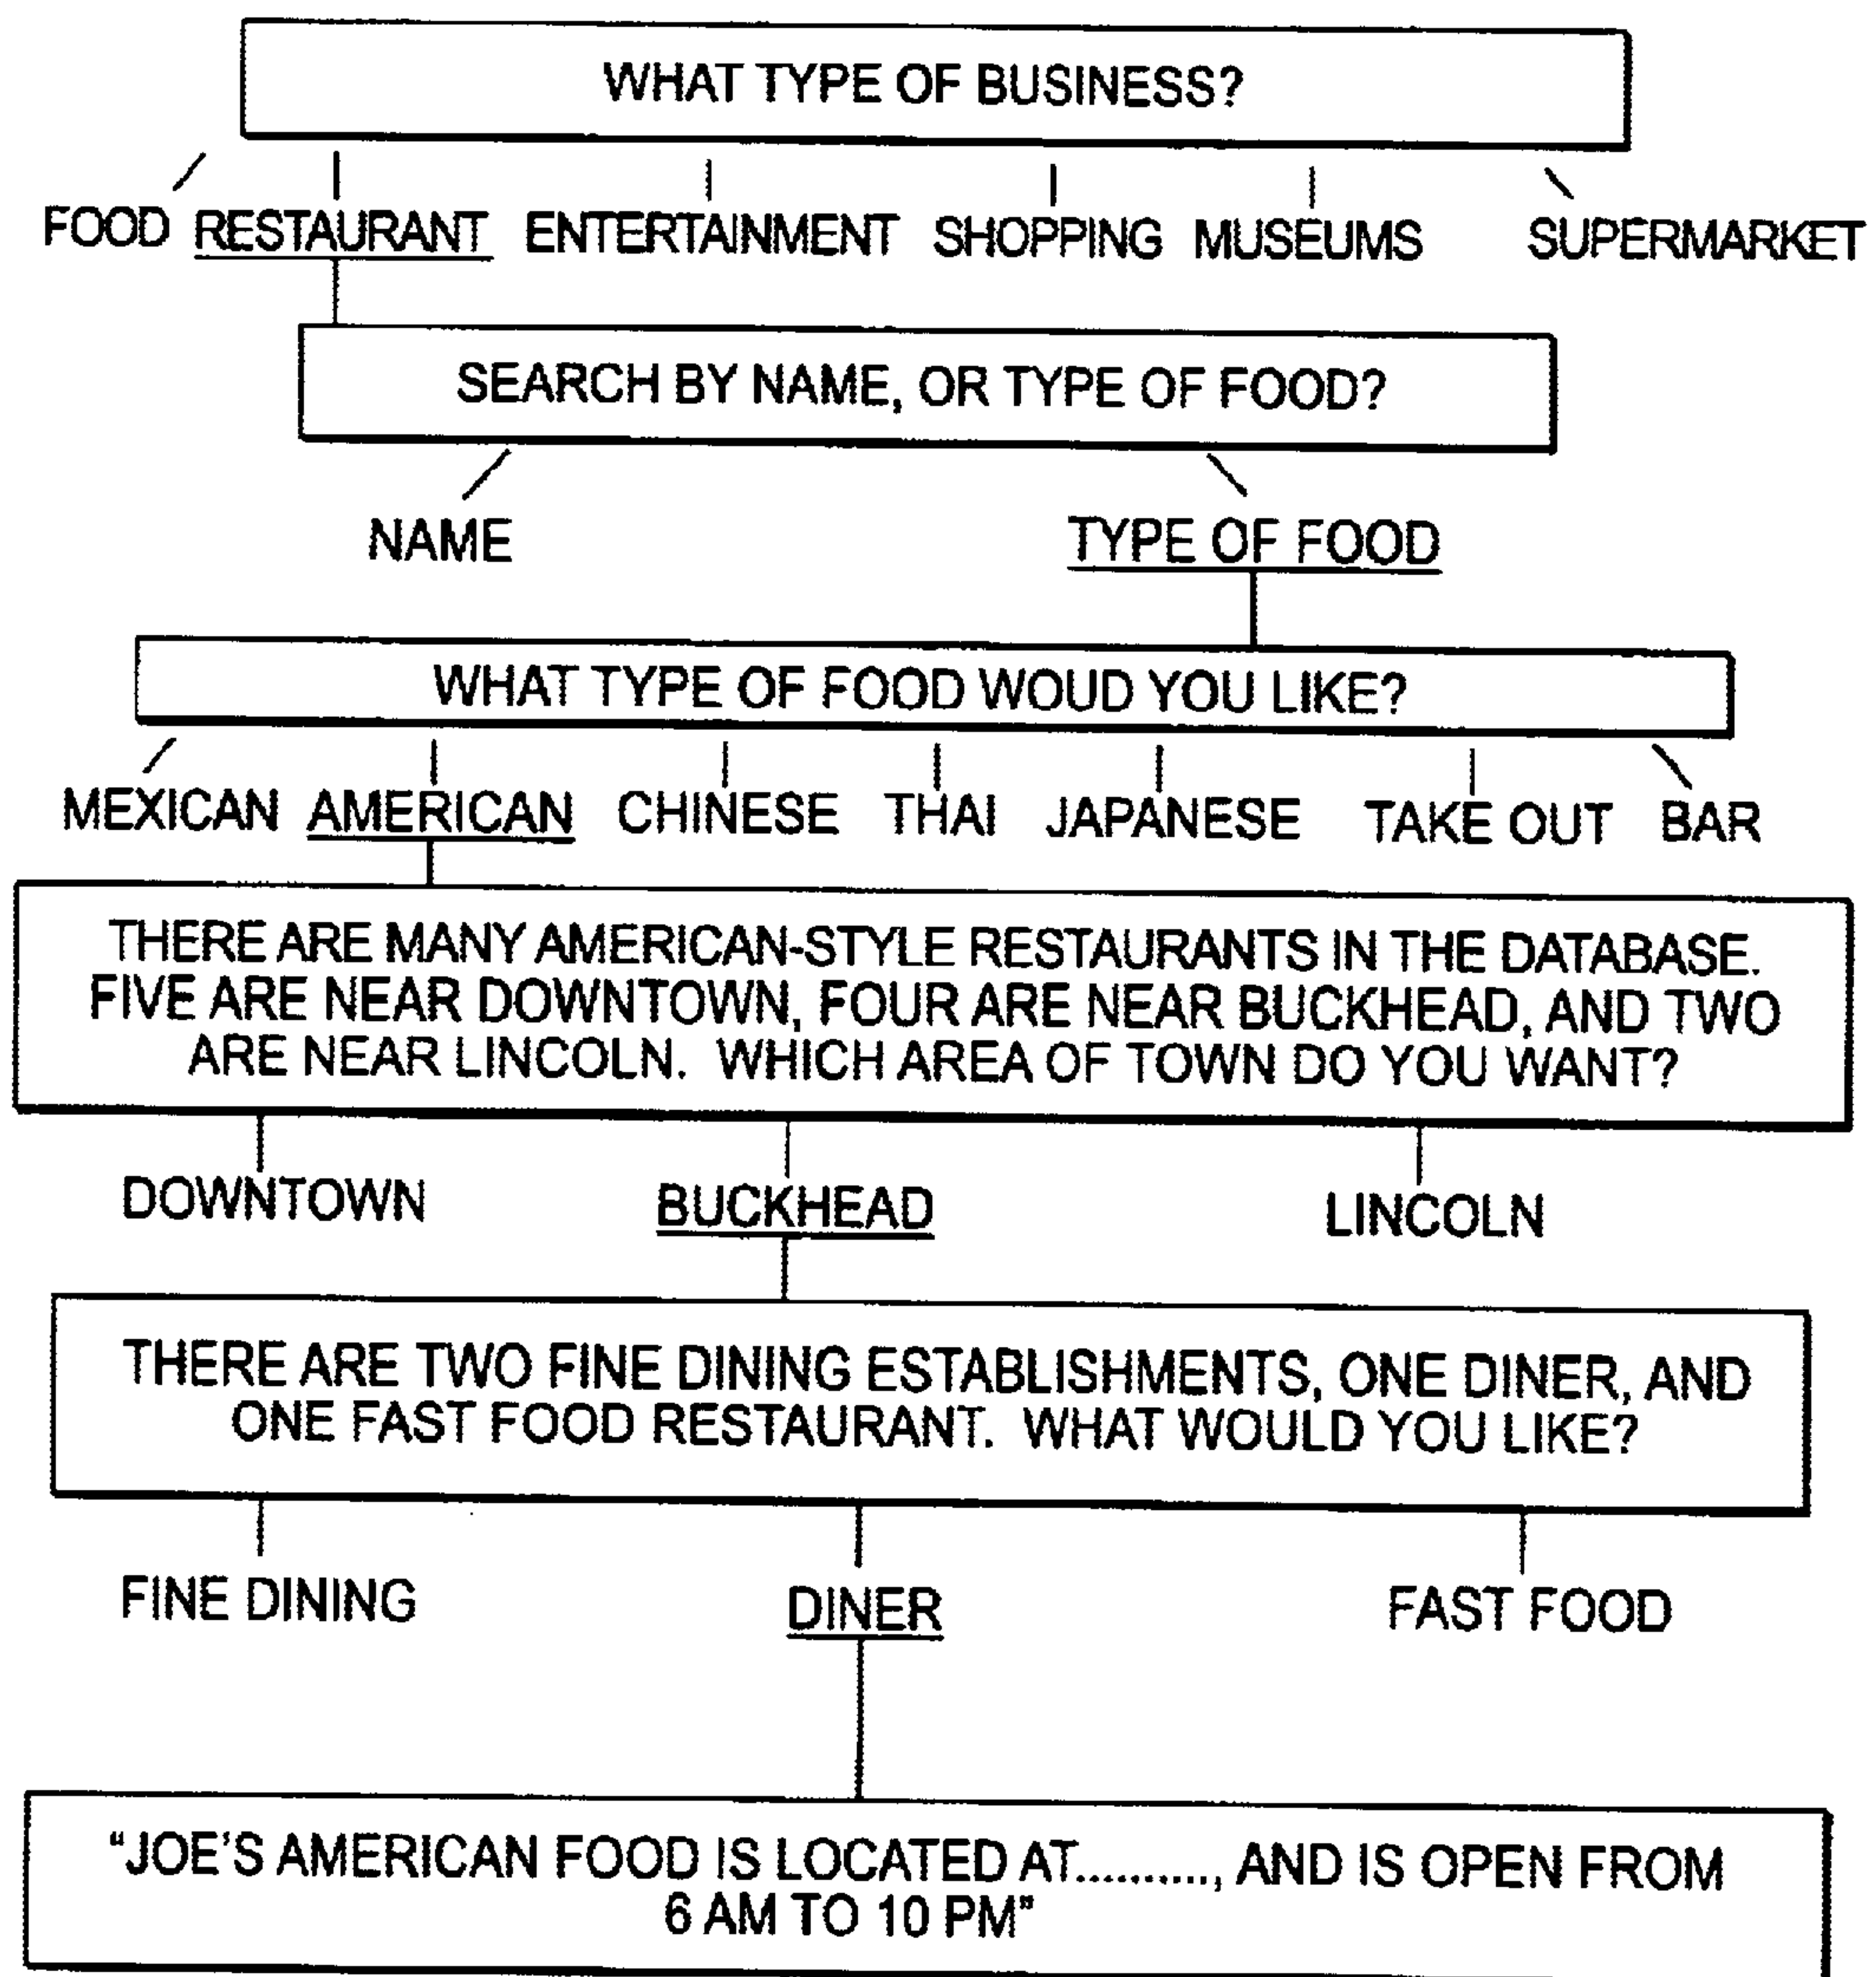 WHAT TYPE OF BUSINESS?
FOOD RESTAURANT ENTERTAINMENT SHOPPING MUSEUMS SUPERMARKET
SEARCH BY NAME, OR TYPE OF FOOD?
NAME TYPE OF FOOD
WHAT TYPE OF FOOD WOUD YOU LIKE?
MEXICAN AMERICAN CHINESE THAI JAPANESE TAKE OUT BAR
THERE ARE MANY AMERICAN-STYLE RESTAURANTS IN THE DATABASE.
FIVE ARE NEAR DOWNTOWN, FOUR ARE NEAR BUCKHEAD, AND TWO
ARE NEAR LINCOLN. WHICH AREA OF TOWN DO YOU WANT?
DOWNTOWN BUCKHEAD LINCOLN
THERE ARE TWO FINE DINING ESTABLISHMENTS, ONE DINER, AND
ONE FAST FOOD RESTAURANT. WHAT WOULD YOU LIKE?
FINE DINING DINER FAST FOOD
"JOE'S AMERICAN FOOD IS LOCATED AT.........., AND IS OPEN FROM
6 AM TO 10 PM"